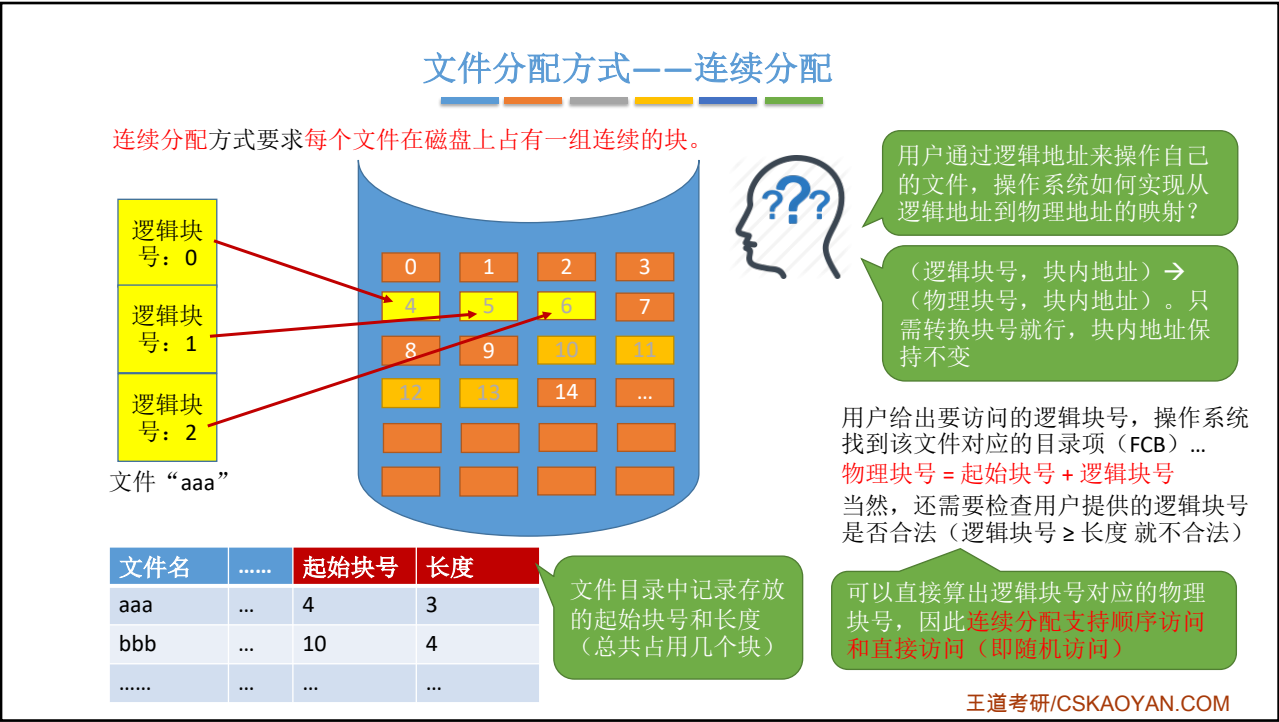 文件分配方式——连续分配
连续分配方式要求每个文件在磁盘上占有一组连续的块。
逻辑块
号：0
逻辑块
号：1
逻辑块
号：2
文件“aaa”
0 1 2 3
4 5 6 7
8 9 10 11
12 13 14 ...
???
用户通过逻辑地址来操作自己
的文件，操作系统如何实现从
逻辑地址到物理地址的映射？
（逻辑块号，块内地址）→
（物理块号，块内地址）。只
需转换块号就行，块内地址保
持不变
用户给出要访问的逻辑块号，操作系统
找到该文件对应的目录项（FCB）...
物理块号 = 起始块号 + 逻辑块号
当然，还需要检查用户提供的逻辑块号
是否合法（逻辑块号 ≥ 长度 就不合法）
文件名 …… 起始块号 长度
aaa ... 4 3
bbb ... 10 4
…… ... ... ...
文件目录中记录存放
的起始块号和长度
（总共占用几个块）
可以直接算出逻辑块号对应的物理
块号，因此连续分配支持顺序访问
和直接访问（即随机访问）
王道考研/CSKAOYAN.COM